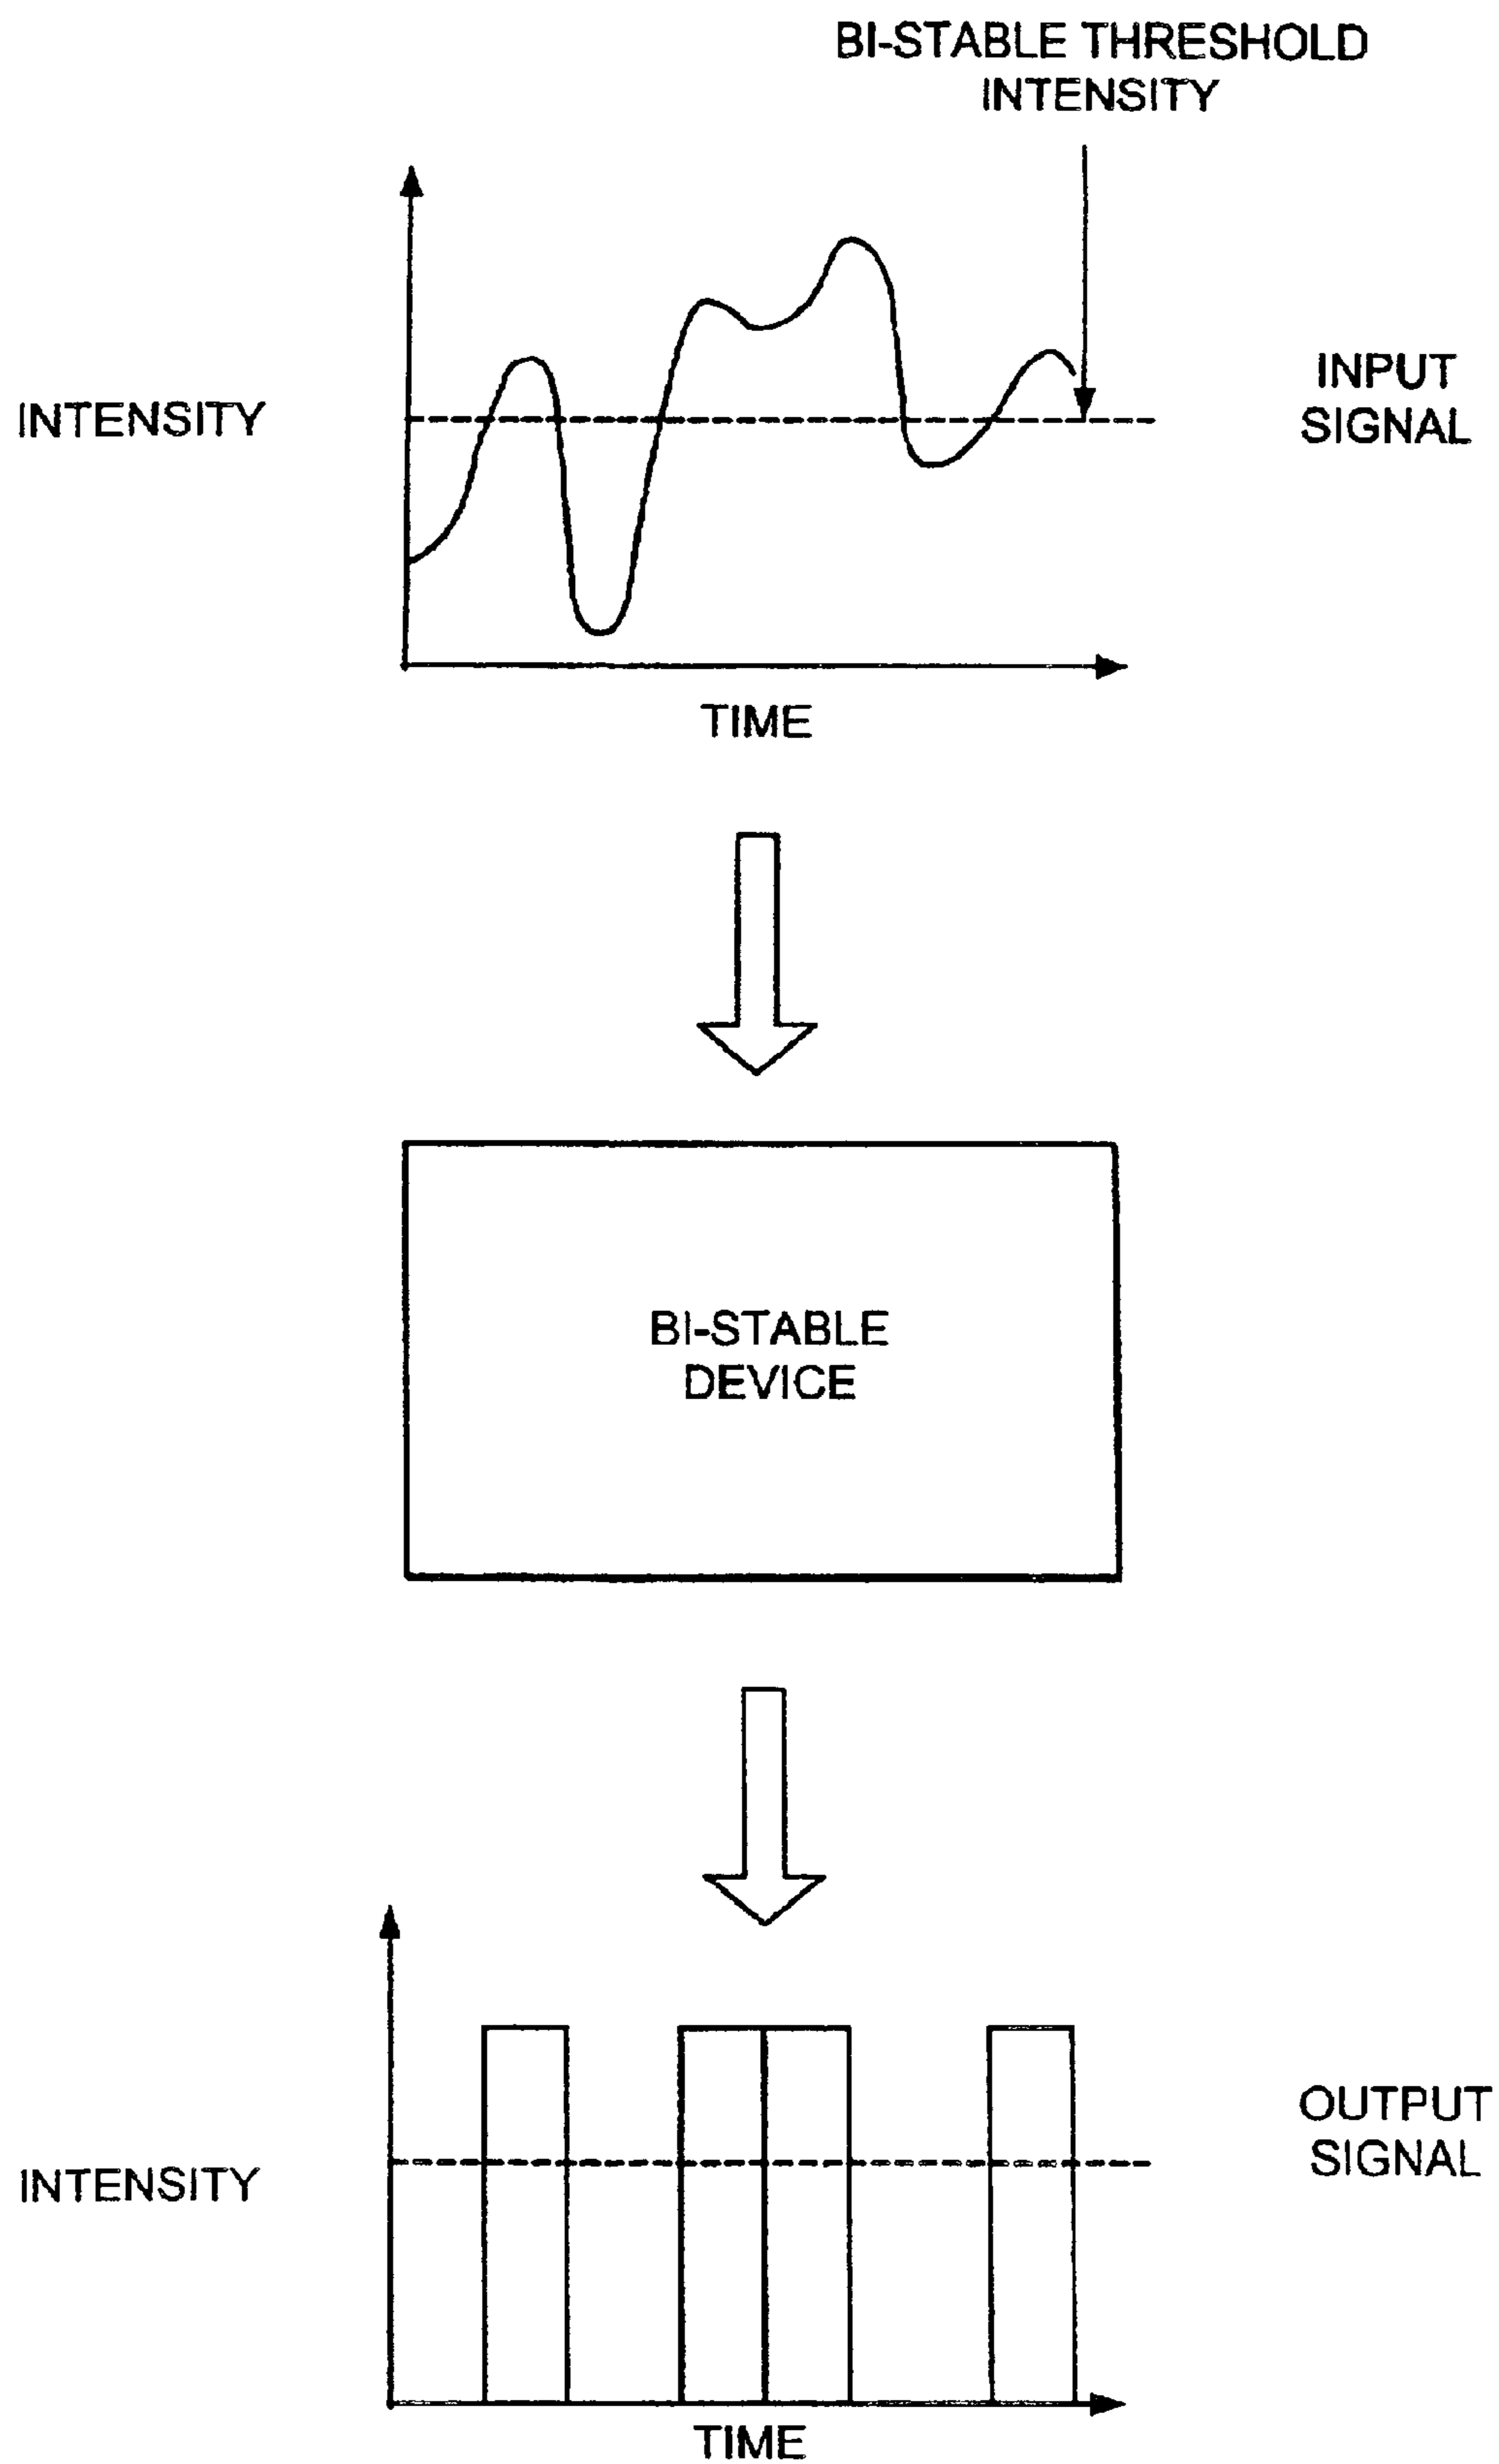 BI-STABLE THRESHOLD
INTENSITY
INTENSITY
INPUT
SIGNAL
TIME
BI-STABLE
DEVICE
INTENSITY
OUTPUT
SIGNAL
TIME